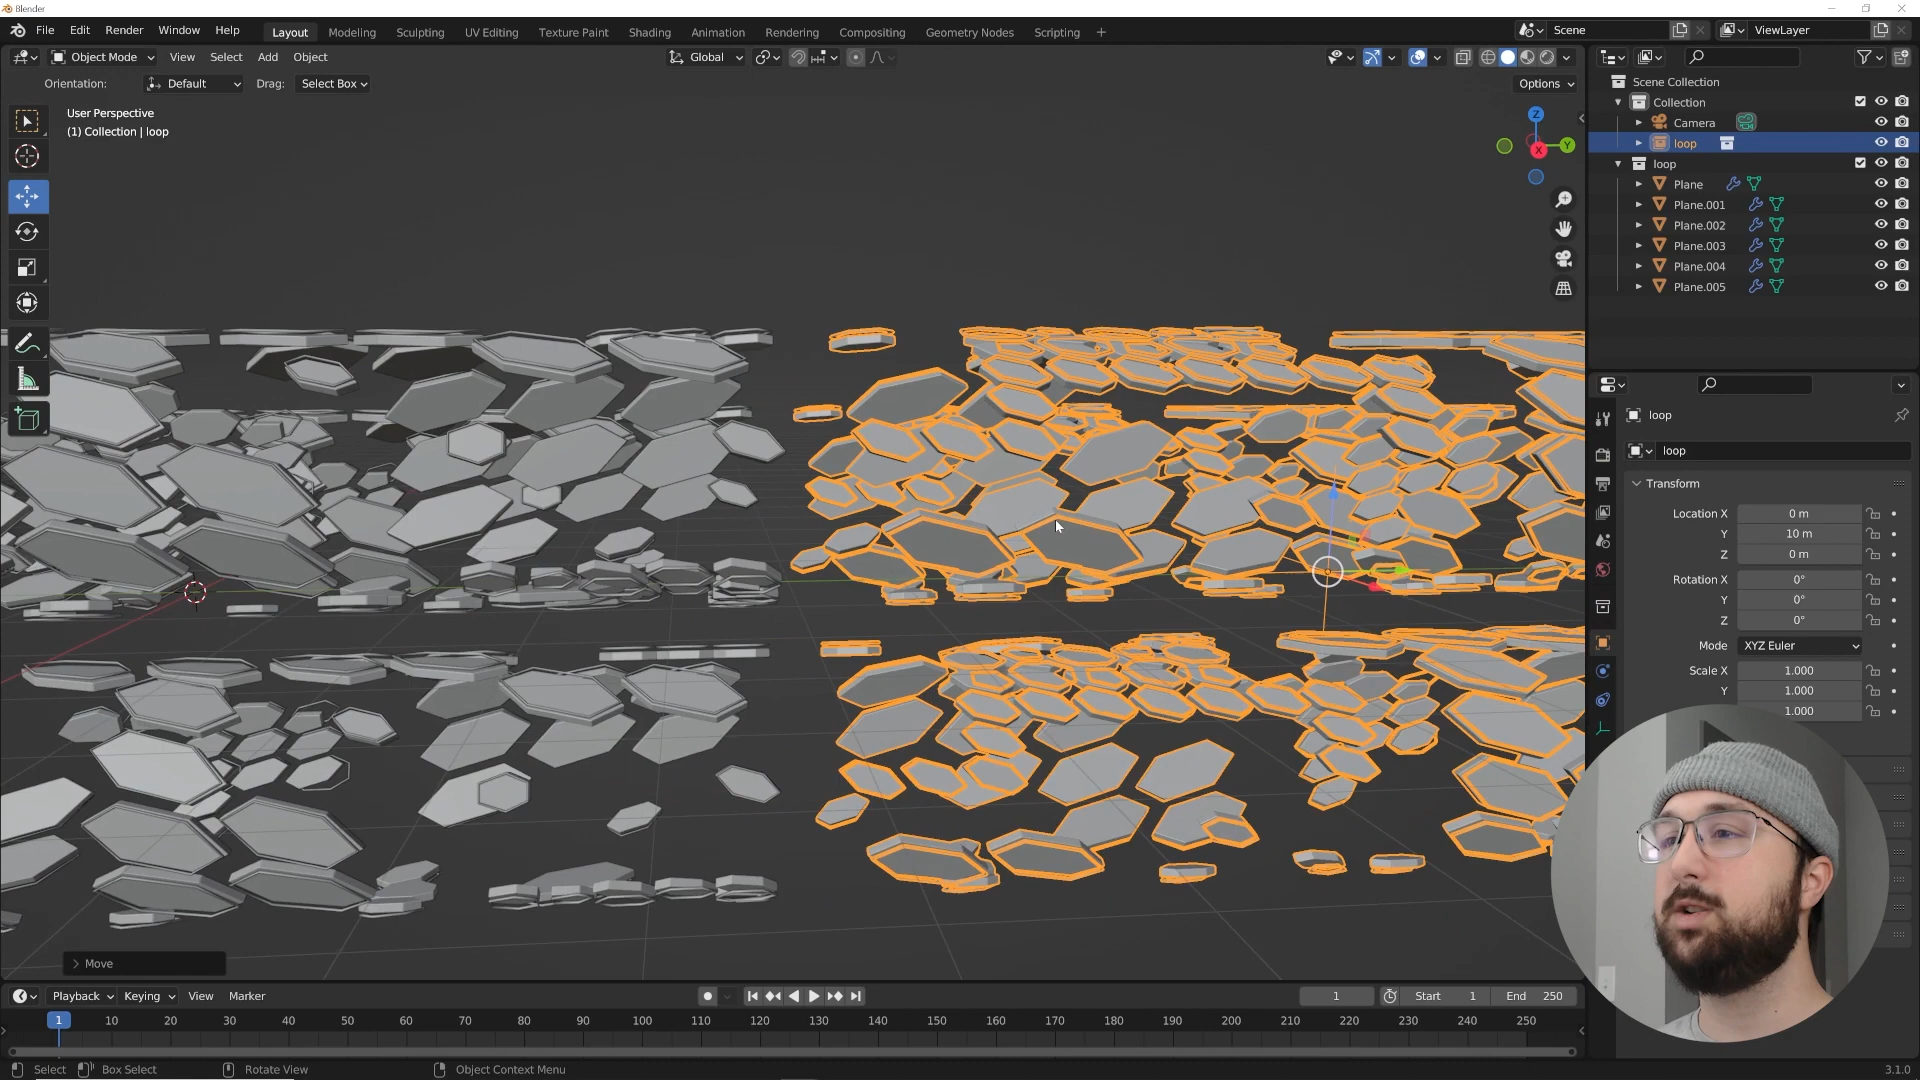 Blender
File Edit Render Window Help
Layout Modeling Sculpting UV Editing Texture Paint Shading Animation Rendering Compositing Geometry Nodes Scripting +
Scene
ViewLayer
Object Mode View Select Add Object
Global
Orientation: Default Drag: Select Box
Options
User Perspective
(1) Collection | loop
Z
Y
X
Scene Collection
Collection
Camera
loop
loop
Plane
Plane.001
Plane.002
Plane.003
Plane.004
Plane.005
loop
loop
Transform
Location X 0 m
Y 10 m
Z 0 m
Rotation X 0°
Y 0°
Z 0°
Mode XYZ Euler
Scale X 1.000
Y 1.000
1.000
Move
Playback Keying View Marker
1
Start 1
End 250
1 10 20 30 40 50 60 70 80 90 100 110 120 130 140 150 160 170 180 190 200 210 220 230 240 250
Select Box Select Rotate View Object Context Menu
3.1.0